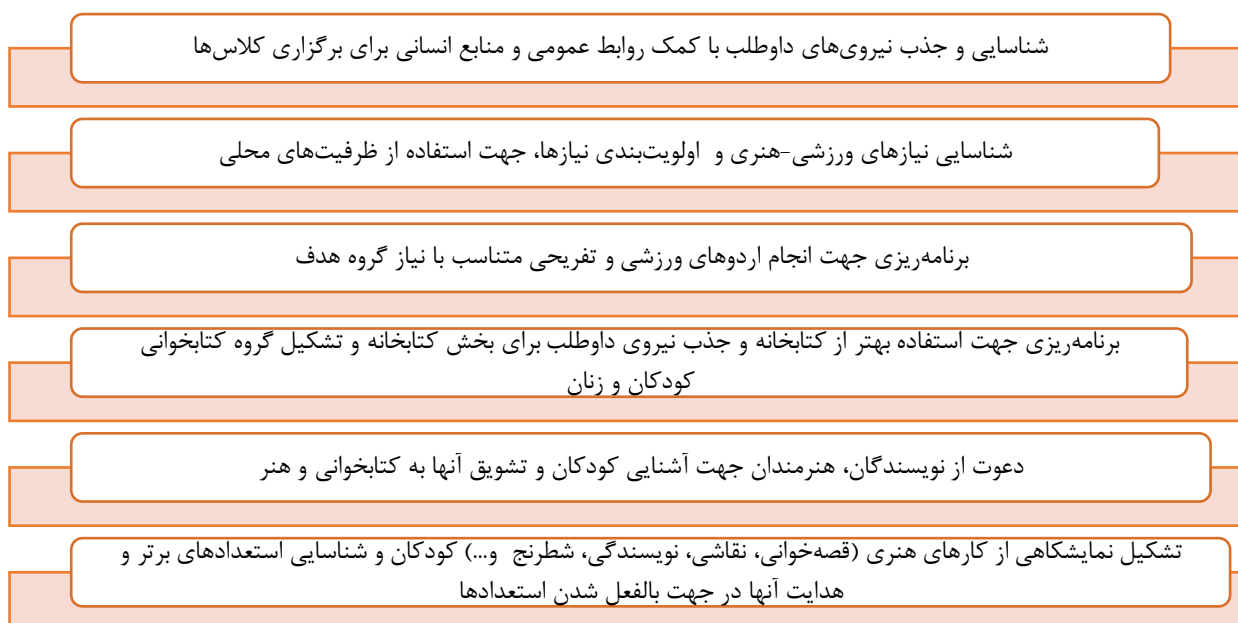 شناسایی و جذب نیروی‌های داوطلب با کمک روابط عمومی و منابع انسانی برای برگزاری کلاس‌ها
شناسایی نیازهای ورزشی-هنری و اولویت‌بندی نیازها، جهت استفاده از ظرفیت‌های محلی
برنامه‌ریزی جهت انجام اردوهای ورزشی و تفریحی متناسب با نیاز گروه هدف
برنامه‌ریزی جهت استفاده بهتر از کتابخانه و جذب نیروی داوطلب برای بخش کتابخانه و تشکیل گروه کتابخوانی
کودکان و زنان
دعوت از نویسندگان، هنرمندان جهت آشنایی کودکان و تشویق آنها به کتابخوانی و هنر
تشکیل نمایشگاهی از کارهای هنری (قصه‌خوانی، نقاشی، نویسندگی، شطرنج و...) کودکان و شناسایی استعدادهای برتر و
هدایت آنها در جهت بالفعل شدن استعدادها